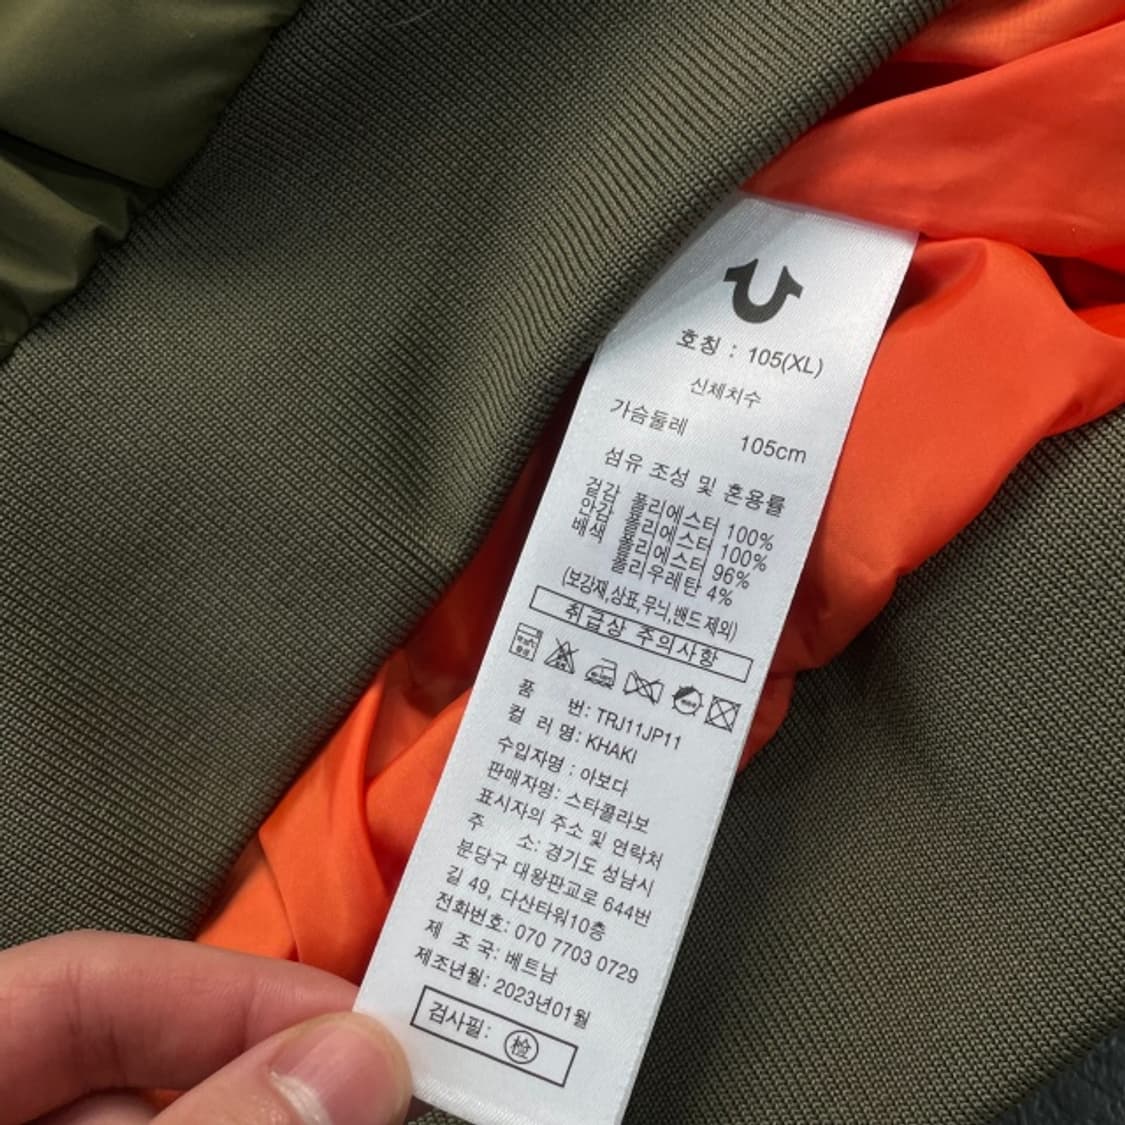 호칭 : 105(XL)
신체치수
가슴둘레 105cm
섬유 조성 및 혼용률
겉감 폴리에스터 100%
안감 폴리에스터 100%
배색 폴리에스터 96%
폴리우레탄 4%
(보강재,상표,무늬,밴드제외)
취급상 주의사항
품 번: TRJ11JP11
컬 러 명: KHAKI
수입자명 : 아보다
판매자명: 스타콜라보
표시자의 주소 및 연락처
주 소: 경기도 성남시
분당구 대왕판교로 644번
길 49, 다산타워10층
전화번호: 070 7703 0729
제 조 국: 베트남
제조년월: 2023년01월
검사필: 檢